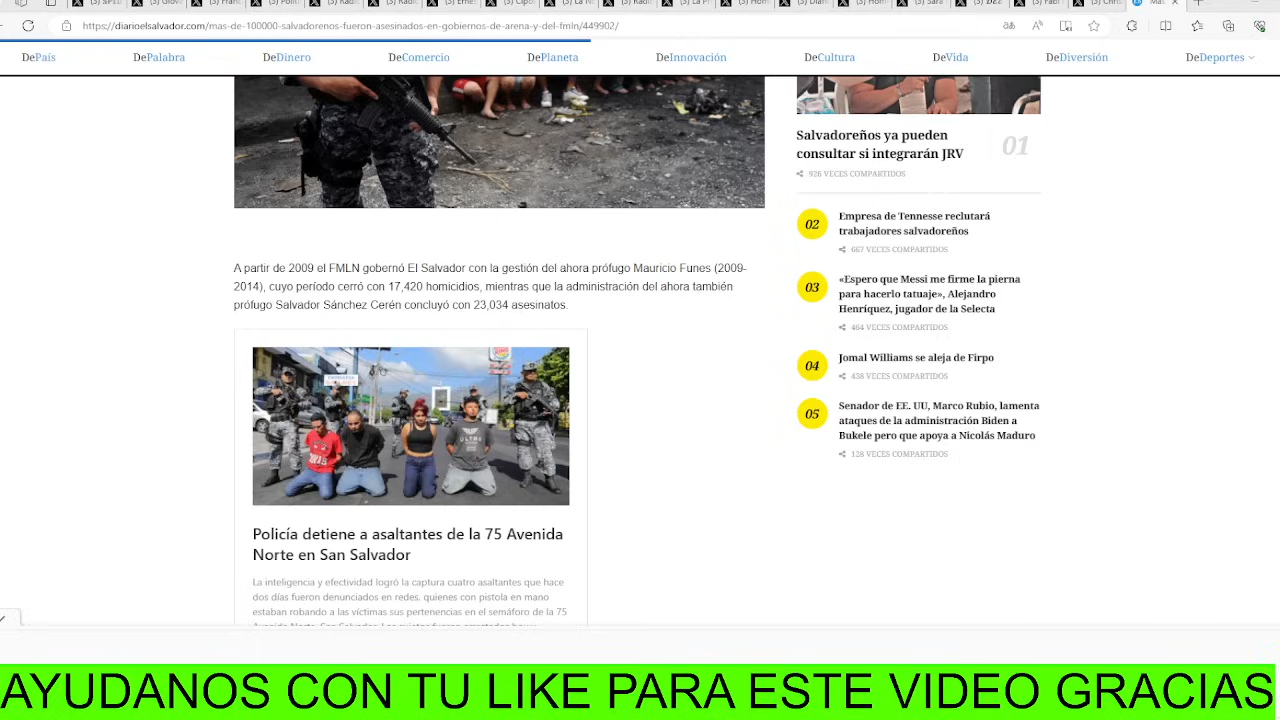 https://diarioelsalvador.com/mas-de-100000-salvadorenos-fueron-asesinados-en-gobiernos-de-arena-y-del-fmln/449902/
DePaís DePalabra DeDinero DeComercio DePlaneta DeInnovación DeCultura DeVida DeDiversión DeDeportes
A partir de 2009 el FMLN gobernó El Salvador con la gestión del ahora prófugo Mauricio Funes (2009-
2014), cuyo periodo cerró con 17,420 homicidios, mientras que la administración del ahora también
prófugo Salvador Sánchez Cerén concluyó con 23,034 asesinatos.
Policía detiene a asaltantes de la 75 Avenida
Norte en San Salvador
La inteligencia y efectividad logró la captura cuatro asaltantes que hace
dos días fueron denunciados en redes, quienes con pistola en mano
estaban robando a las víctimas sus pertenencias en el semáforo de la 75
Salvadoreños ya pueden
consultar si integrarán JRV
01
926 VECES COMPARTIDOS
02
Empresa de Tennesse reclutará
trabajadores salvadoreños
667 VECES COMPARTIDOS
03
«Espero que Messi me firme la pierna
para hacerlo tatuaje», Alejandro
Henríquez, jugador de la Selecta
464 VECES COMPARTIDOS
04
Jomal Williams se aleja de Firpo
438 VECES COMPARTIDOS
05
Senador de EE. UU, Marco Rubio, lamenta
ataques de la administración Biden a
Bukele pero que apoya a Nicolás Maduro
128 VECES COMPARTIDOS
AYUDANOS CON TU LIKE PARA ESTE VIDEO GRACIAS